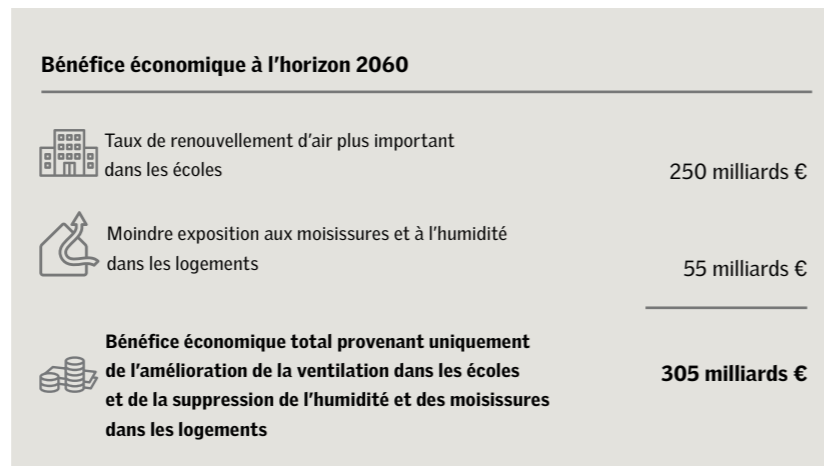 Bénéfice économique à l’horizon 2060
Taux de renouvellement d’air plus important
dans les écoles
250 milliards €
Moindre exposition aux moisissures et à l’humidité
dans les logements
55 milliards €
Bénéfice économique total provenant uniquement
de l’amélioration de la ventilation dans les écoles
et de la suppression de l’humidité et des moisissures
dans les logements
305 milliards €